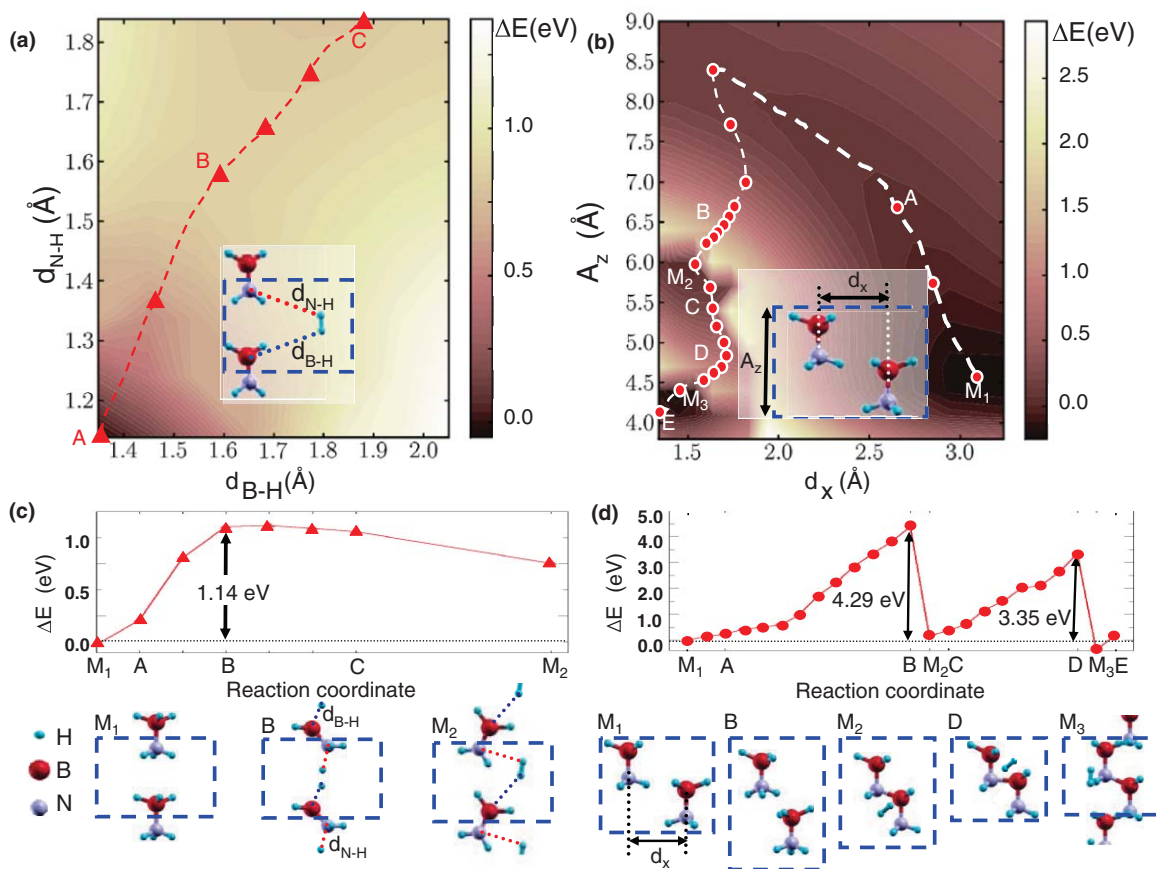 (a)
d_N-H (Å)
1.8
1.7
1.6
1.5
1.4
1.3
1.2
A
B
C
d_N-H
d_B-H
1.4 1.5 1.6 1.7 1.8 1.9 2.0
d_B-H(Å)
ΔE(eV)
1.0
0.5
0.0
(b)
A_z (Å)
9.0
8.5
8.0
7.5
7.0
6.5
6.0
5.5
5.0
4.5
4.0
A
B
M_2
C
D
M_3
E
M_1
d_x
A_z
1.5 2.0 2.5 3.0
d_x (Å)
ΔE(eV)
2.5
2.0
1.5
1.0
0.5
0.0
(c)
ΔE (eV)
1.0
0.5
0.0
1.14 eV
M_1 A B C M_2
Reaction coordinate
(d)
ΔE (eV)
5.0
4.0
3.0
2.0
1.0
0.0
4.29 eV
3.35 eV
M_1 A B M_2C D M_3E
Reaction coordinate
H
B
N
M_1
B
d_B-H
d_N-H
M_2
M_1
d_x
B
M_2
D
M_3